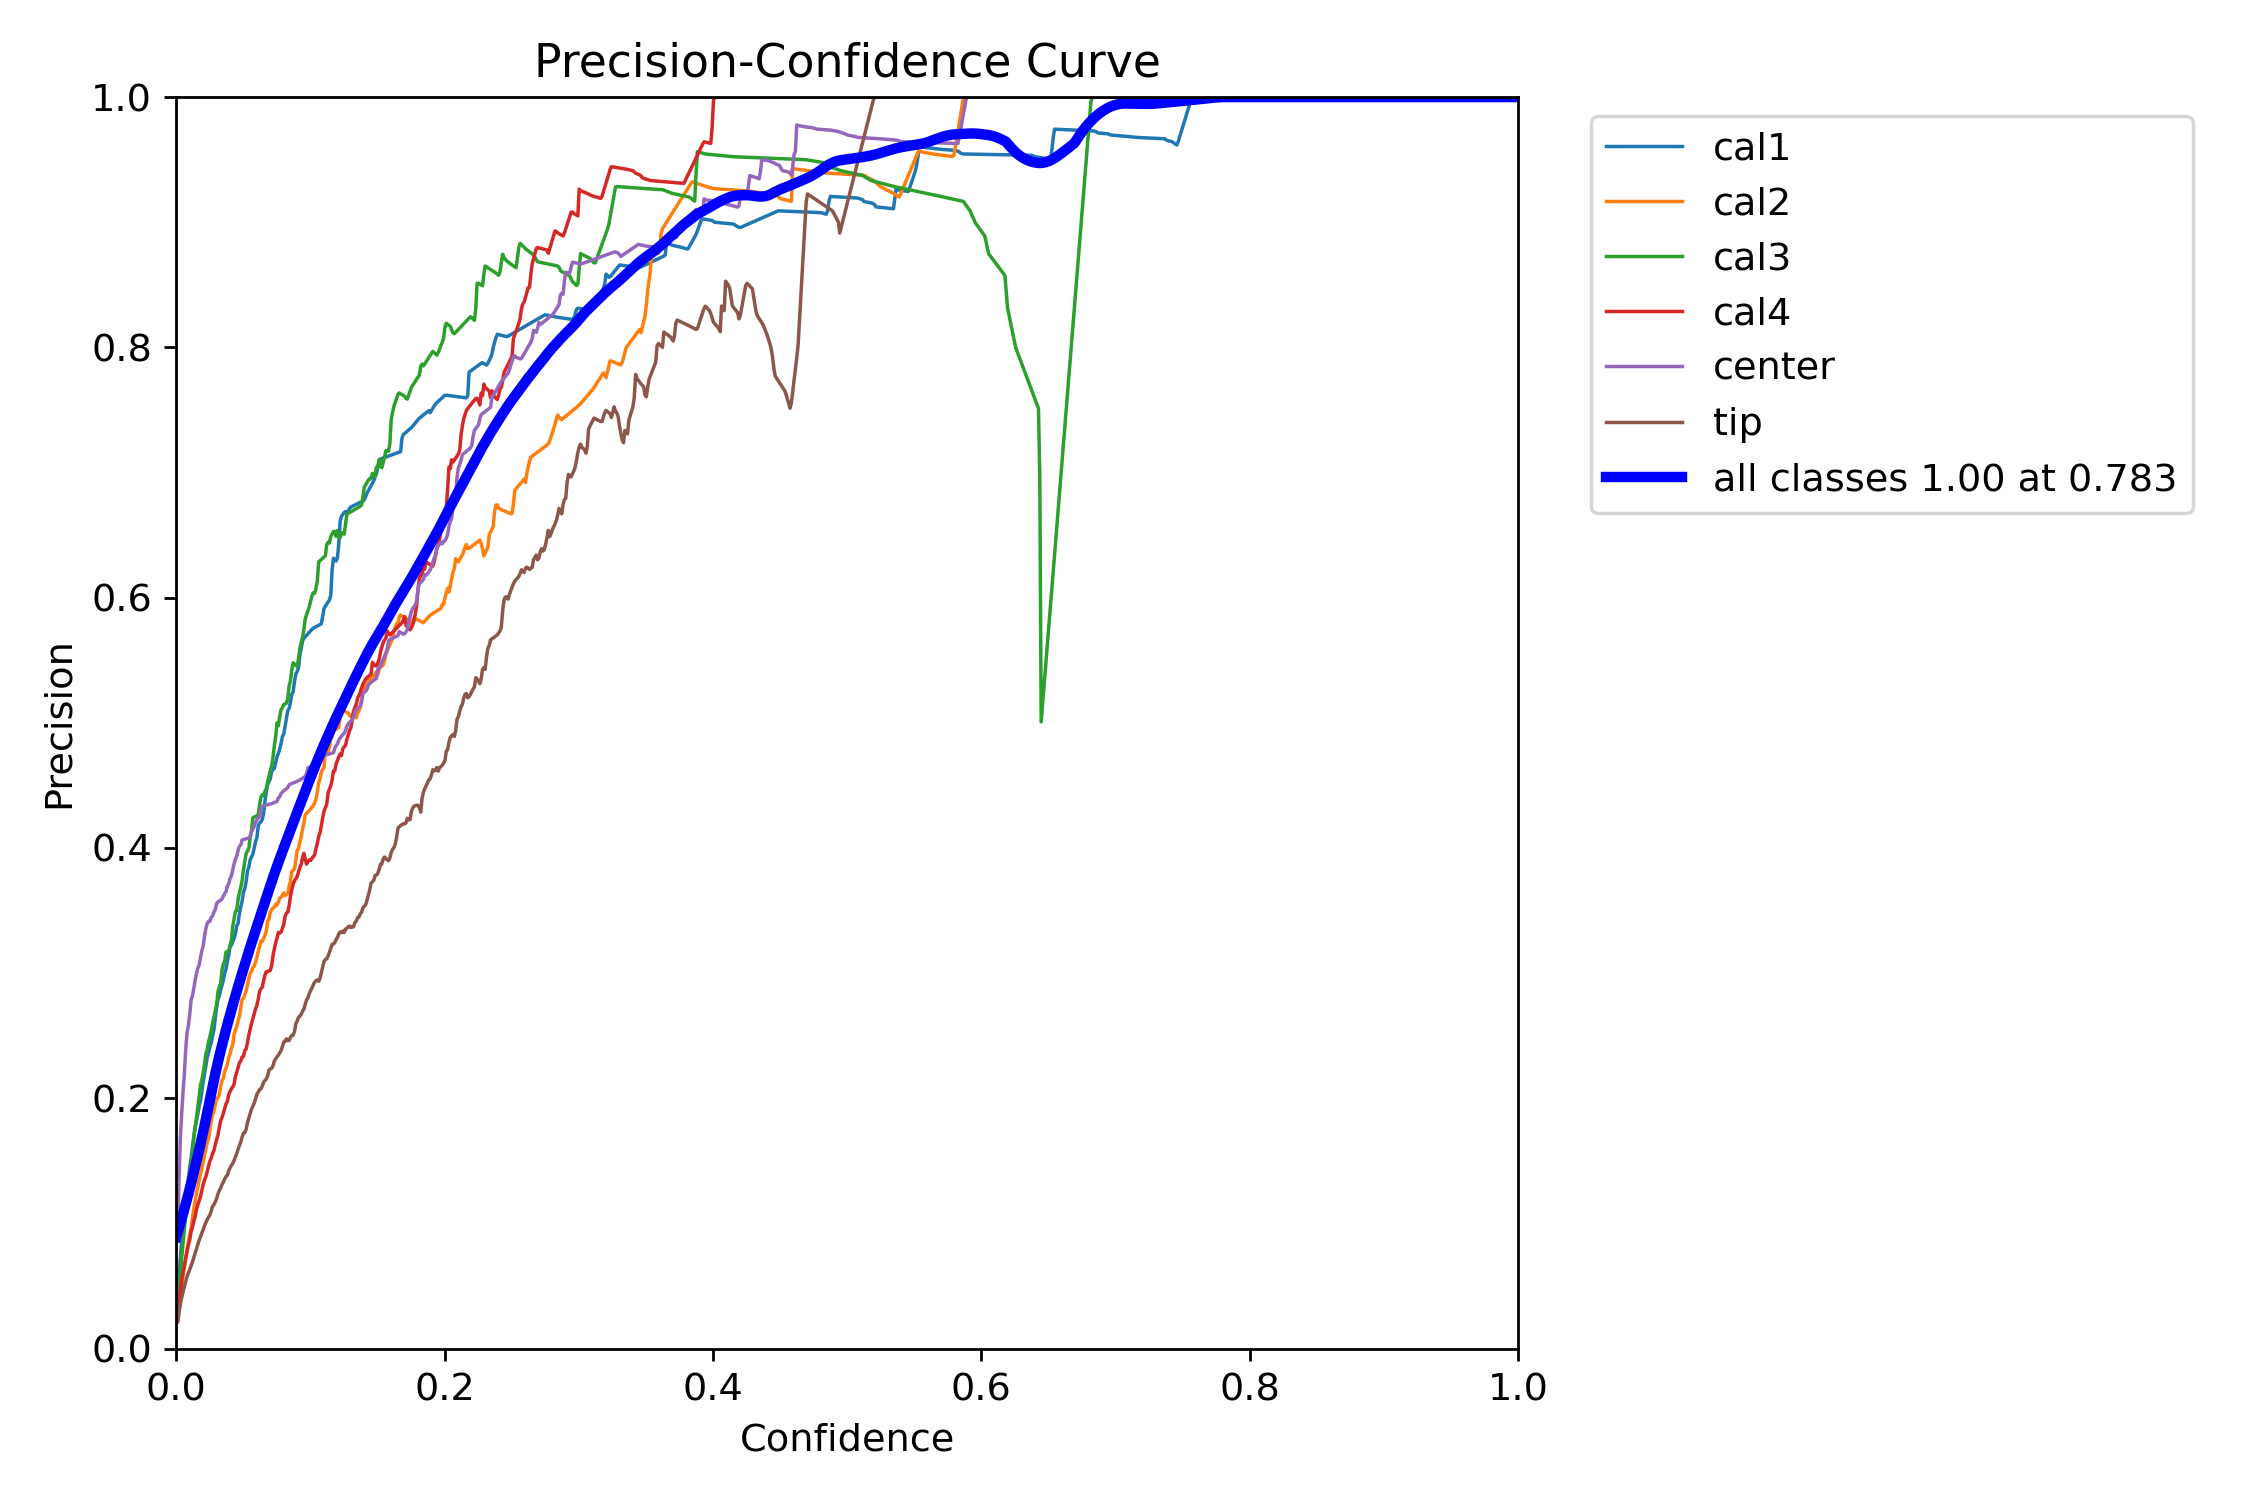 Precision-Confidence Curve
1.0
0.8
0.6
0.4
0.2
0.0
Precision
0.0 0.2 0.4 0.6 0.8 1.0
Confidence
cal1
cal2
cal3
cal4
center
tip
all classes 1.00 at 0.783